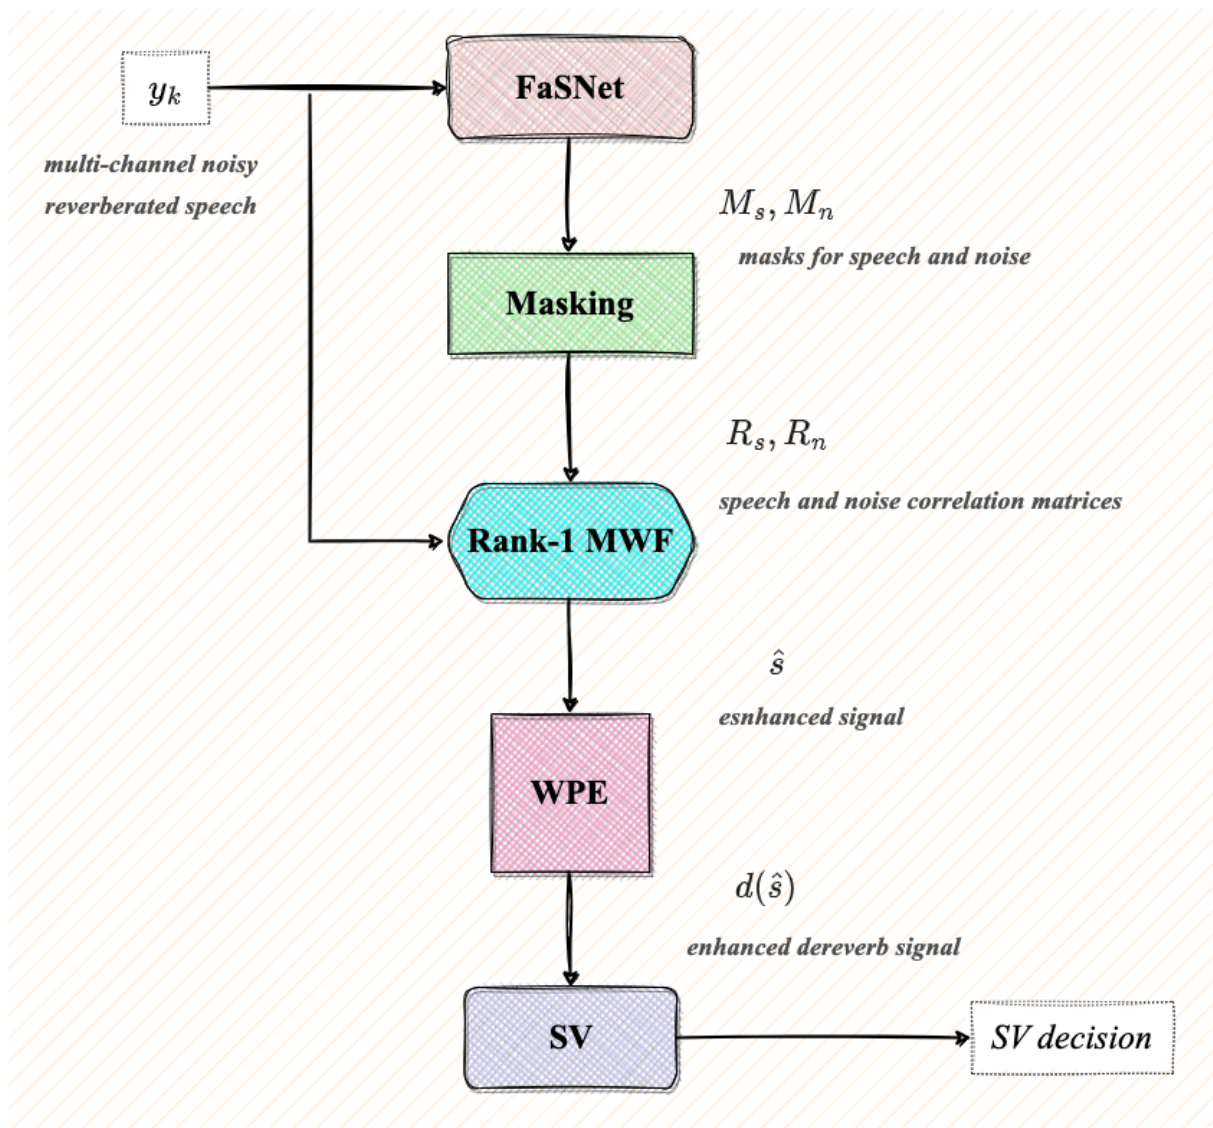 y_k
FaSNet
multi-channel noisy
reverberated speech
M_s, M_n
masks for speech and noise
Masking
R_s, R_n
speech and noise correlation matrices
Rank-1 MWF
ŝ
esnhanced signal
WPE
d(ŝ)
enhanced dereverb signal
SV
SV decision